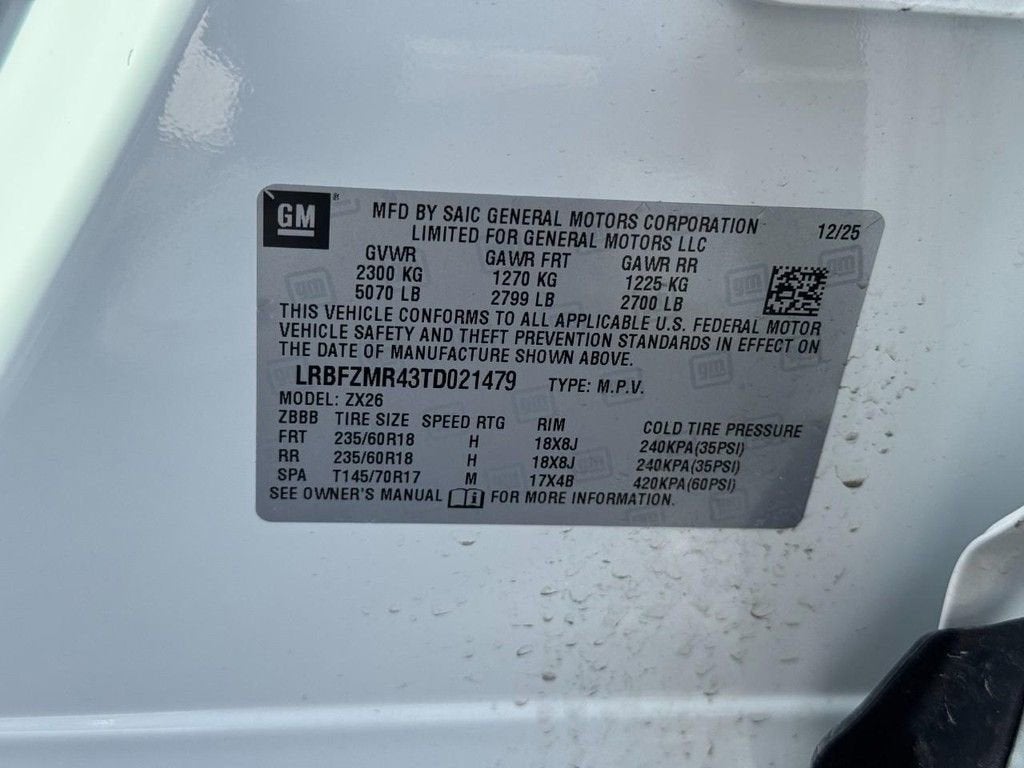 GM
MFD BY SAIC GENERAL MOTORS CORPORATION
LIMITED FOR GENERAL MOTORS LLC
12/25
GVWR GAWR FRT GAWR RR
2300 KG 1270 KG 1225 KG
5070 LB 2799 LB 2700 LB
THIS VEHICLE CONFORMS TO ALL APPLICABLE U.S. FEDERAL MOTOR
VEHICLE SAFETY AND THEFT PREVENTION STANDARDS IN EFFECT ON
THE DATE OF MANUFACTURE SHOWN ABOVE.
LRBFZMR43TD021479 TYPE: M.P.V.
MODEL: ZX26
ZBBB TIRE SIZE SPEED RTG RIM COLD TIRE PRESSURE
FRT 235/60R18 H 18X8J 240KPA(35PSI)
RR 235/60R18 H 18X8J 240KPA(35PSI)
SPA T145/70R17 M 17X4B 420KPA(60PSI)
SEE OWNER'S MANUAL FOR MORE INFORMATION.